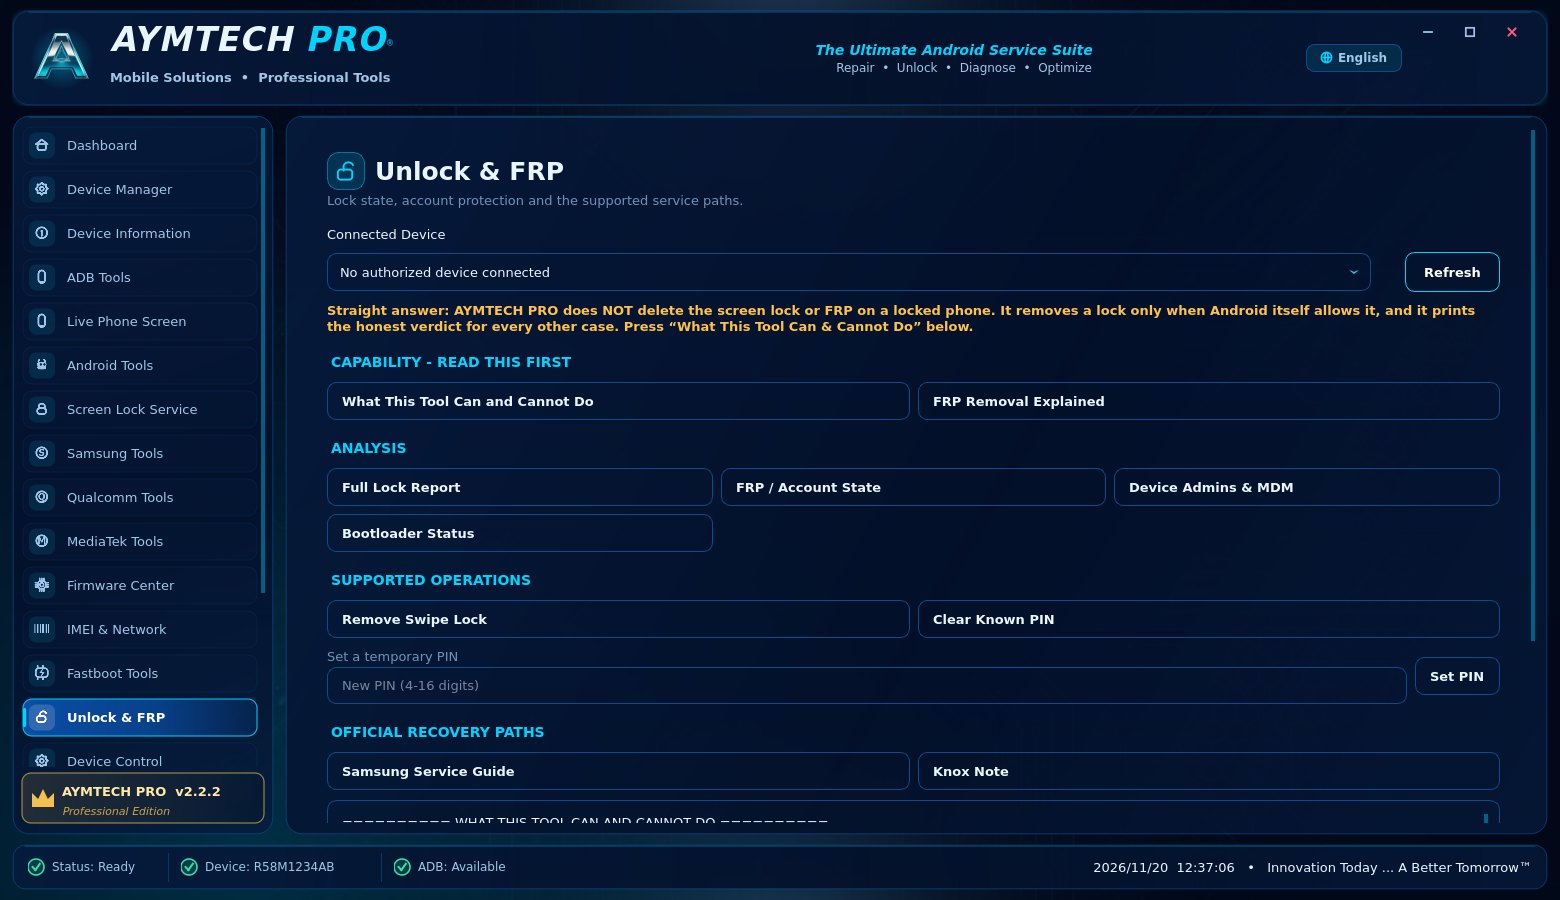 AYMTECH PRO®
Mobile Solutions • Professional Tools
The Ultimate Android Service Suite
Repair • Unlock • Diagnose • Optimize
English
Dashboard
Device Manager
Device Information
ADB Tools
Live Phone Screen
Android Tools
Screen Lock Service
Samsung Tools
Qualcomm Tools
MediaTek Tools
Firmware Center
IMEI & Network
Fastboot Tools
Unlock & FRP
Device Control
AYMTECH PRO v2.2.2
Professional Edition
Unlock & FRP
Lock state, account protection and the supported service paths.
Connected Device
No authorized device connected
Refresh
Straight answer: AYMTECH PRO does NOT delete the screen lock or FRP on a locked phone. It removes a lock only when Android itself allows it, and it prints
the honest verdict for every other case. Press “What This Tool Can & Cannot Do” below.
CAPABILITY - READ THIS FIRST
What This Tool Can and Cannot Do
FRP Removal Explained
ANALYSIS
Full Lock Report
FRP / Account State
Device Admins & MDM
Bootloader Status
SUPPORTED OPERATIONS
Remove Swipe Lock
Clear Known PIN
Set a temporary PIN
New PIN (4-16 digits)
Set PIN
OFFICIAL RECOVERY PATHS
Samsung Service Guide
Knox Note
========== WHAT THIS TOOL CAN AND CANNOT DO ==========
Status: Ready
Device: R58M1234AB
ADB: Available
2026/11/20 12:37:06 • Innovation Today ... A Better Tomorrow™